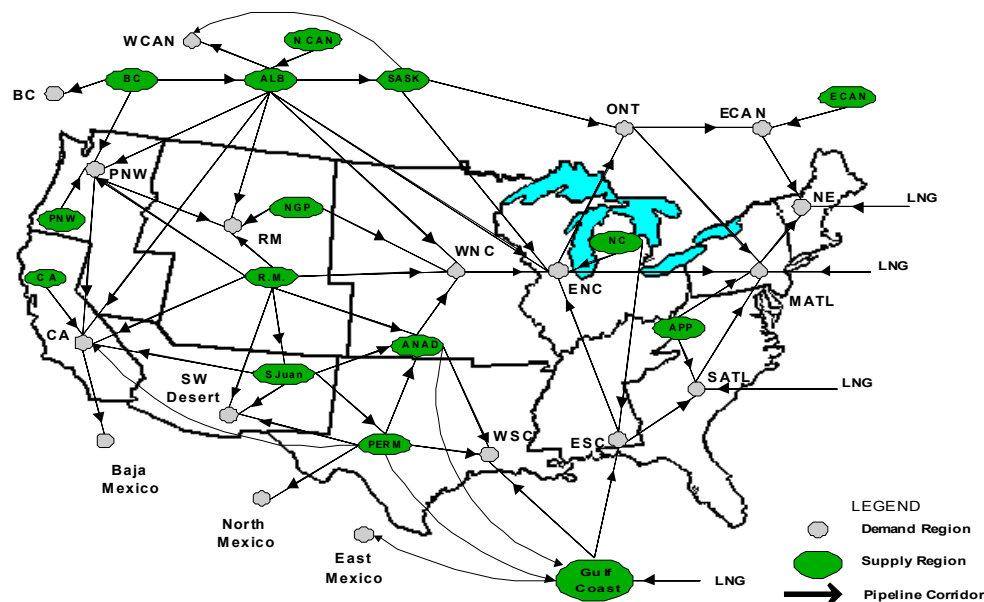 WCAN
N CAN
BC
BC
ALB
SASK
ONT
ECAN
ECAN
PNW
PNW
NGP
RM
NE
LNG
NC
WNC
CA
R.M.
ENC
LNG
MATL
CA
ANAD
APP
SJuan
SW
Desert
SATL
LNG
PERM
WSC
ESC
Baja
Mexico
North
Mexico
East
Mexico
Gulf
Coast
LNG
LEGEND
Demand Region
Supply Region
Pipeline Corridor